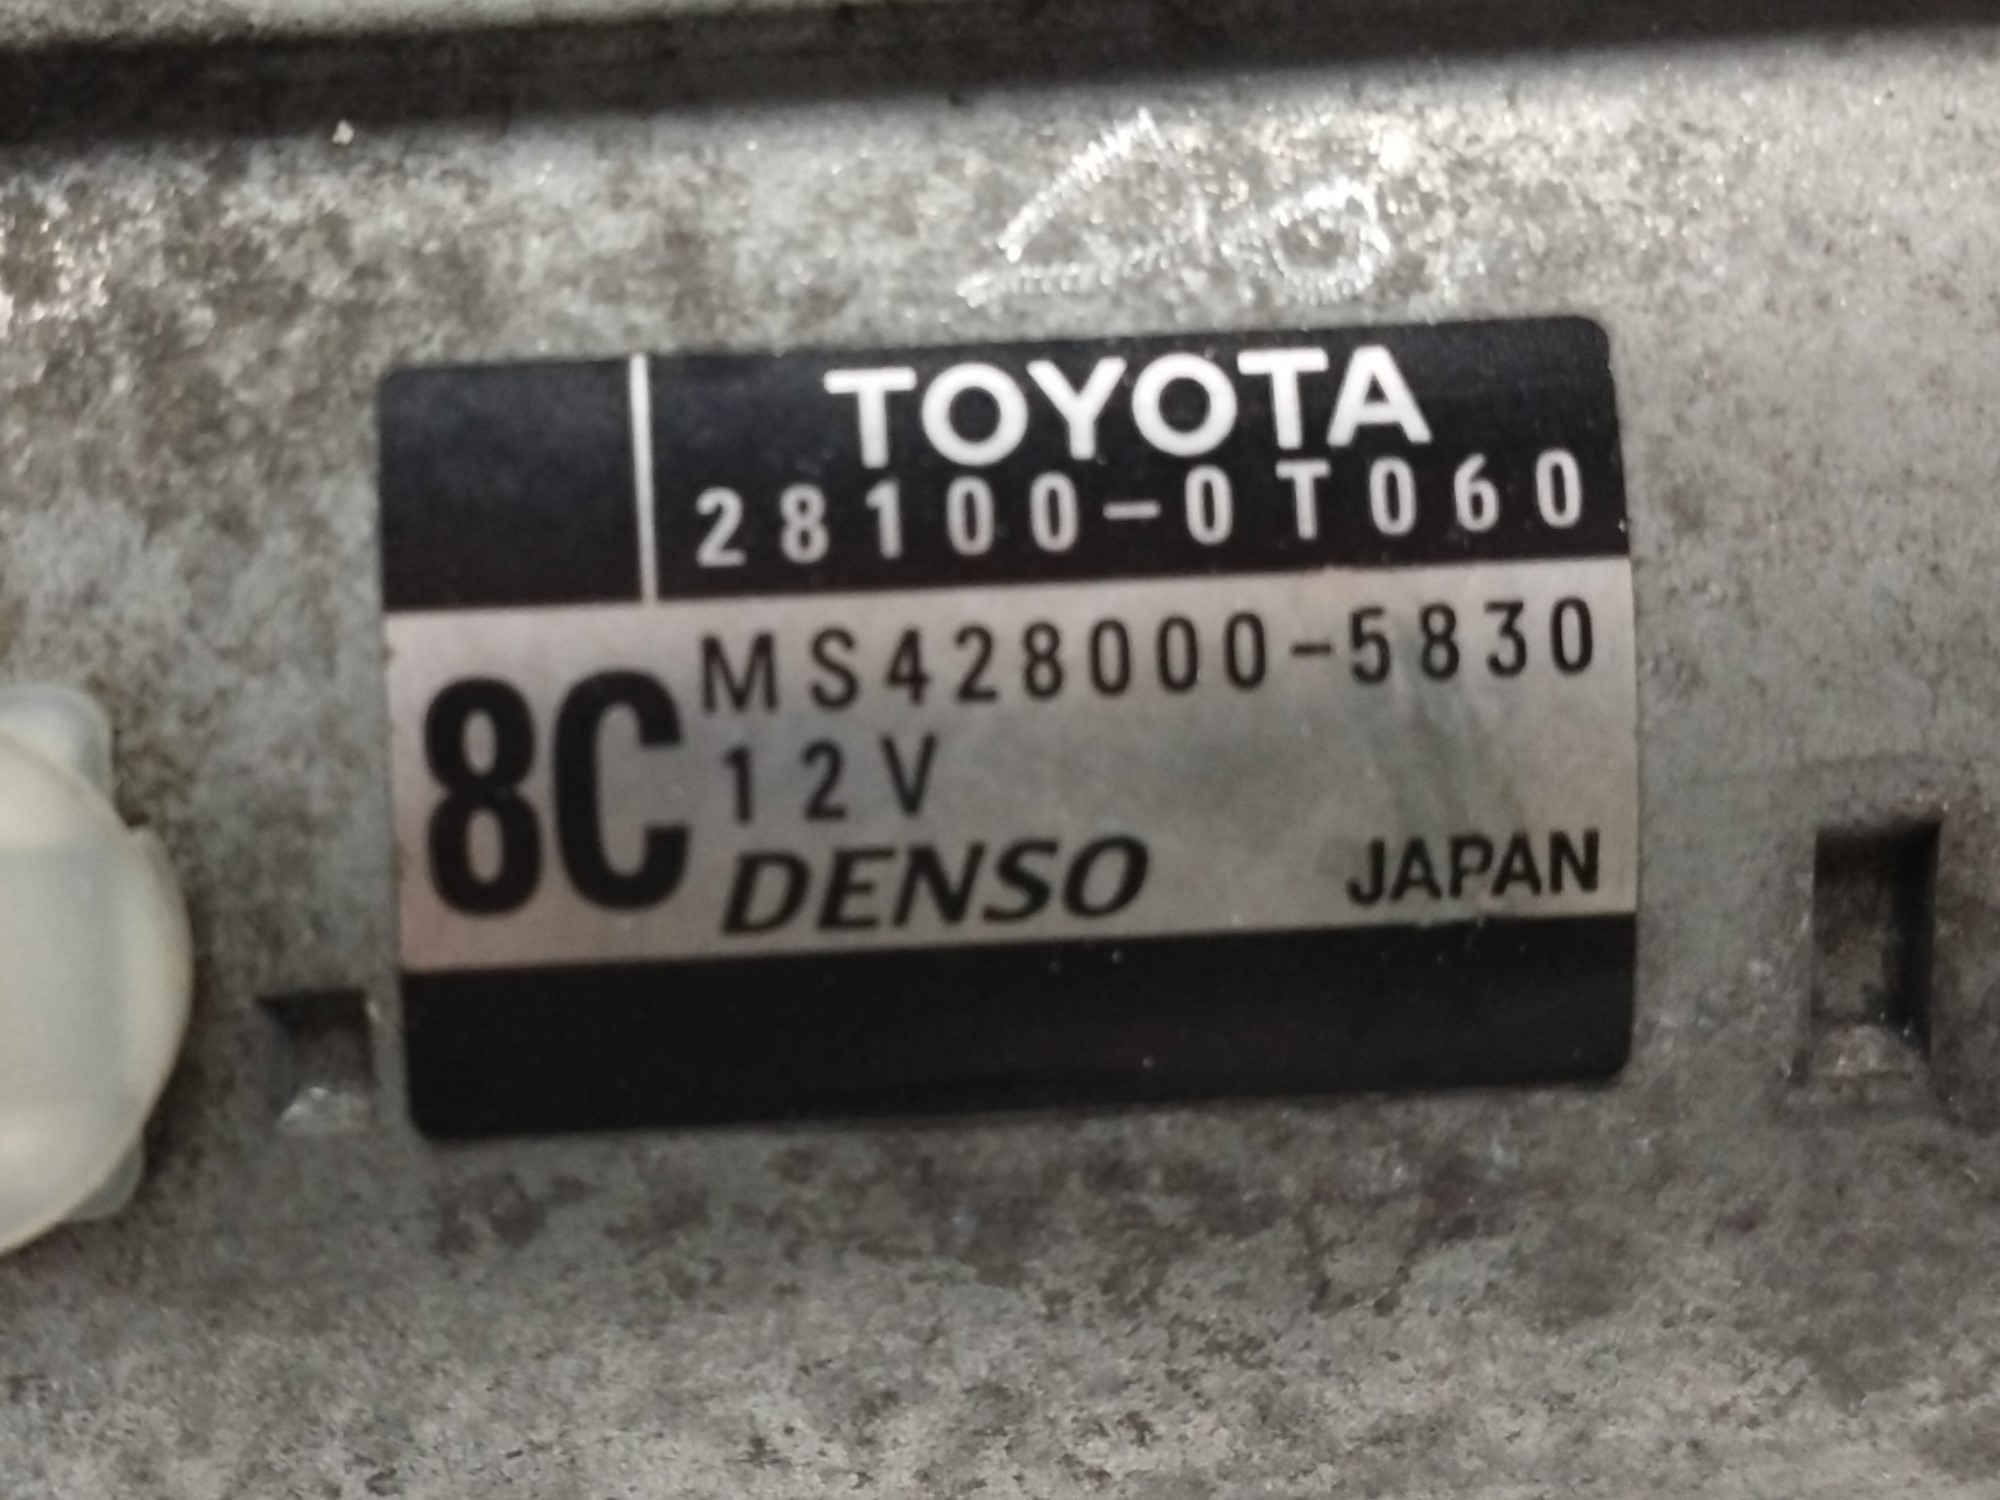 TOYOTA
28100-0T060
8C
MS428000-5830
12V
DENSO JAPAN